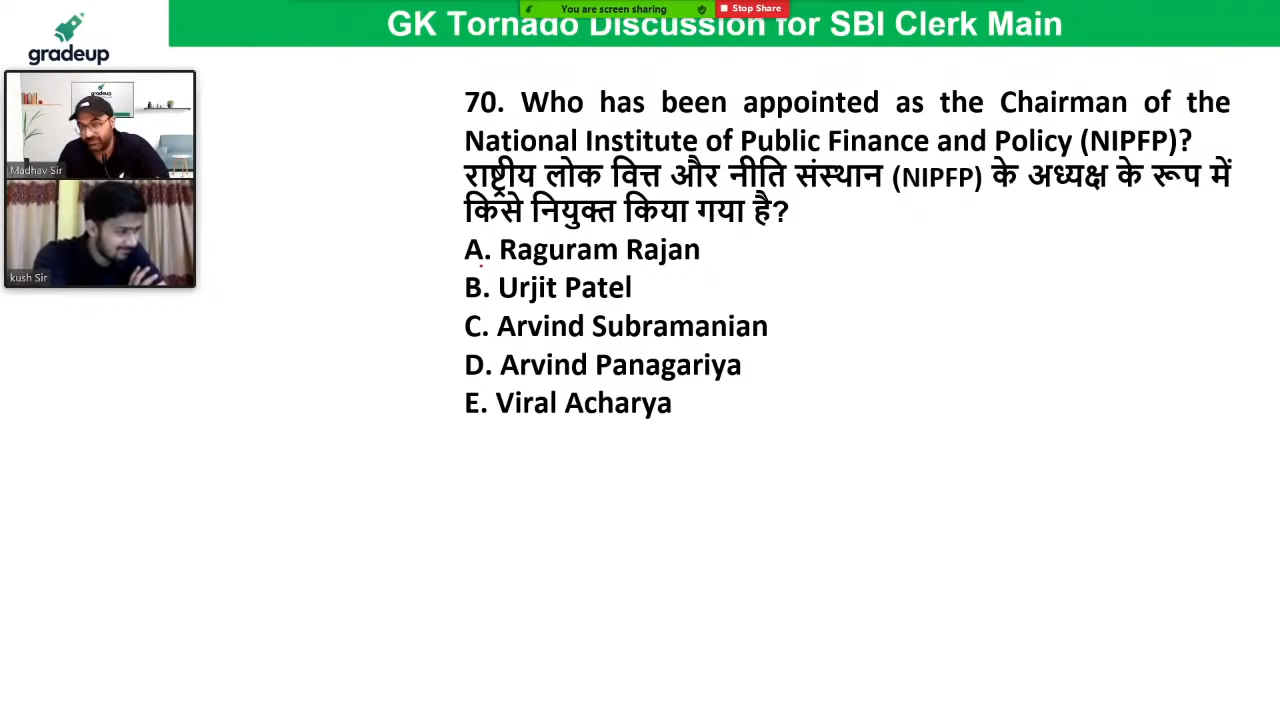 GK Tornado Discussion for SBI Clerk Main
You are screen sharing
Stop Share
gradeup
gradeup
Madhav Sir
kush Sir
70. Who has been appointed as the Chairman of the
National Institute of Public Finance and Policy (NIPFP)?
राष्ट्रीय लोक वित्त और नीति संस्थान (NIPFP) के अध्यक्ष के रूप में
किसे नियुक्त किया गया है?
A. Raguram Rajan
B. Urjit Patel
C. Arvind Subramanian
D. Arvind Panagariya
E. Viral Acharya